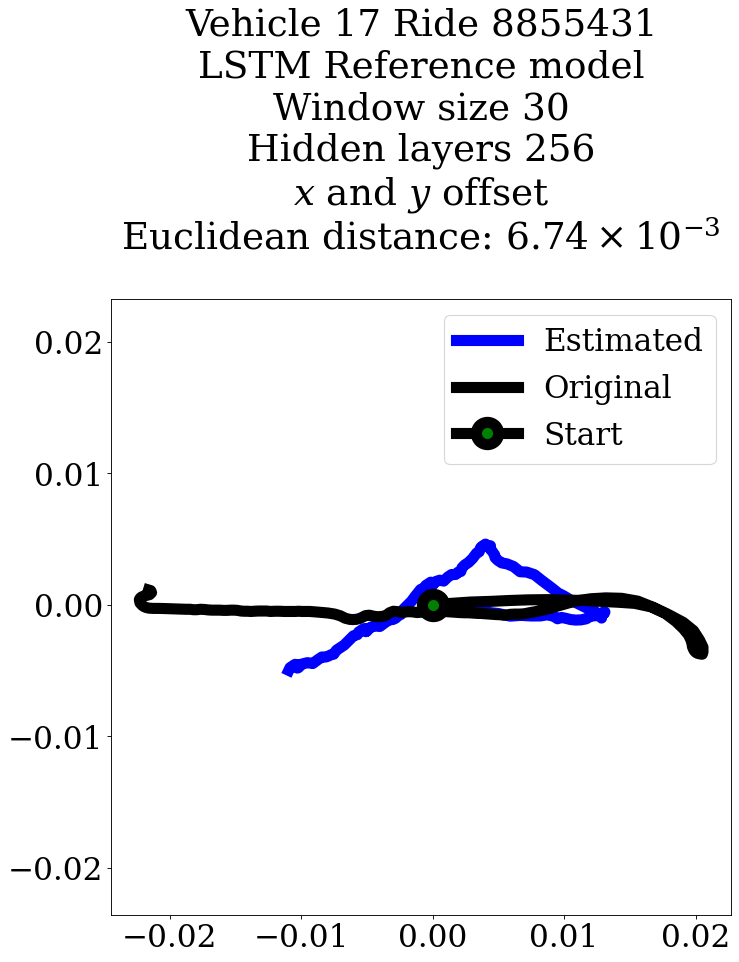 Vehicle 17 Ride 8855431
LSTM Reference model
Window size 30
Hidden layers 256
x and y offset
Euclidean distance: 6.74 × 10⁻³
Estimated
Original
Start
0.02
0.01
0.00
−0.01
−0.02
−0.02 −0.01 0.00 0.01 0.02